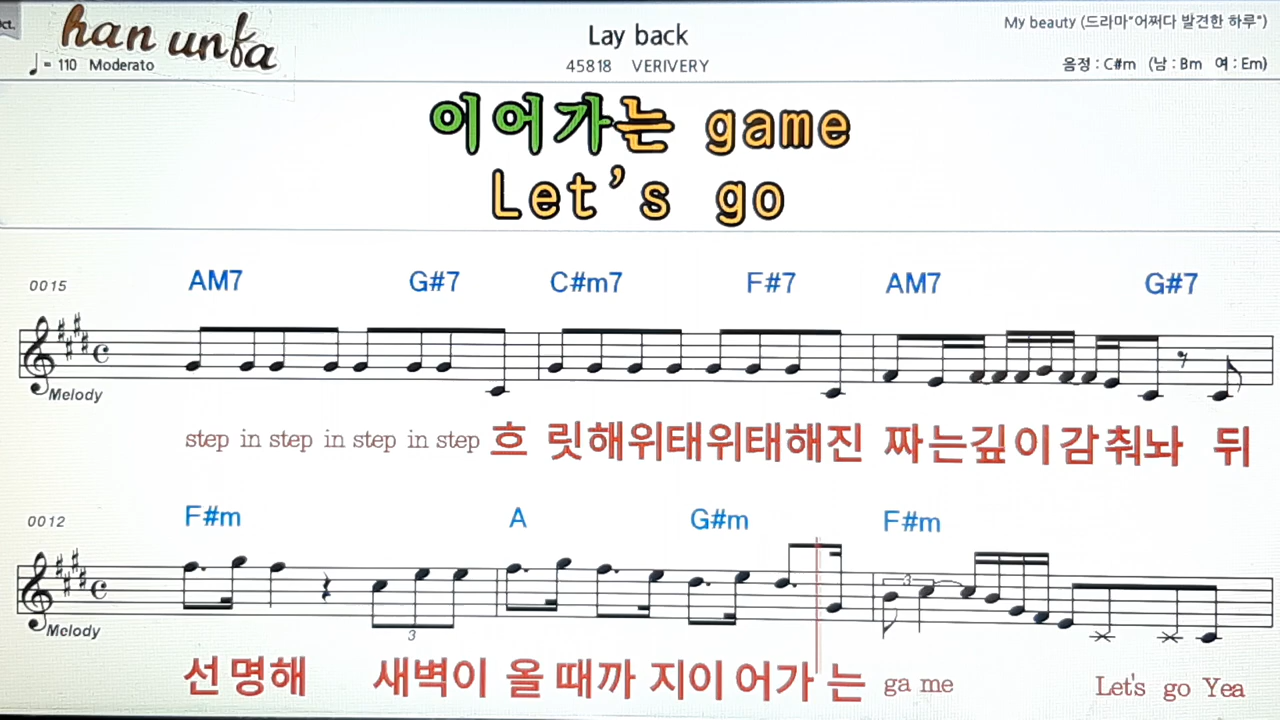 ct.
han unfa
Lay back
My beauty (드라마"어쩌다 발견한 하루")
♩= 110 Moderato
45818 VERIVERY
음정 : C#m (남 : Bm 여 : Em)
이어가는 game
Let's go
0015
AM7 G#7 C#m7 F#7 AM7 G#7
Melody
step in step in step in step 흐 릿해위태위태해진 짜는깊이감춰놔 뒤
0012
F#m A G#m F#m
3 3
Melody
선명해 새벽이 올때까 지이어가 는 ga me Let's go Yea